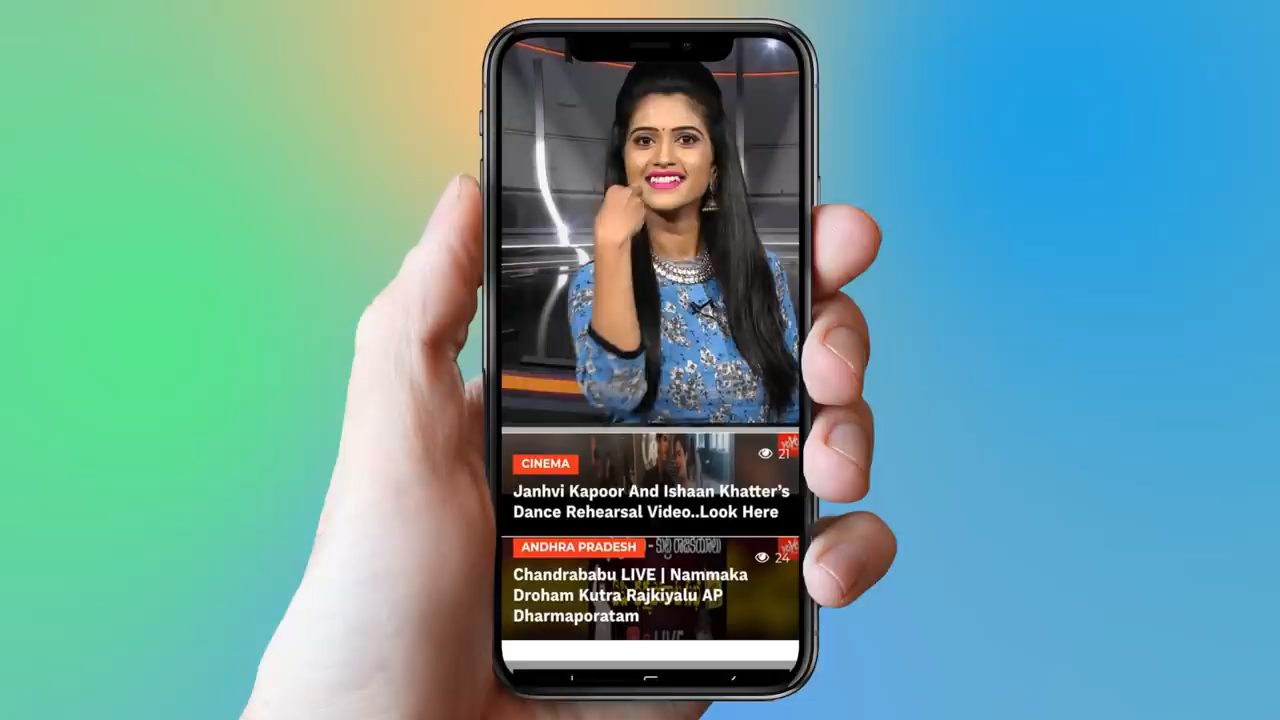 CINEMA
21
Janhvi Kapoor And Ishaan Khatter's
Dance Rehearsal Video..Look Here
ANDHRA PRADESH
24
Chandrababu LIVE | Nammaka
Droham Kutra Rajkiyalu AP
Dharmaporatam
LIVE